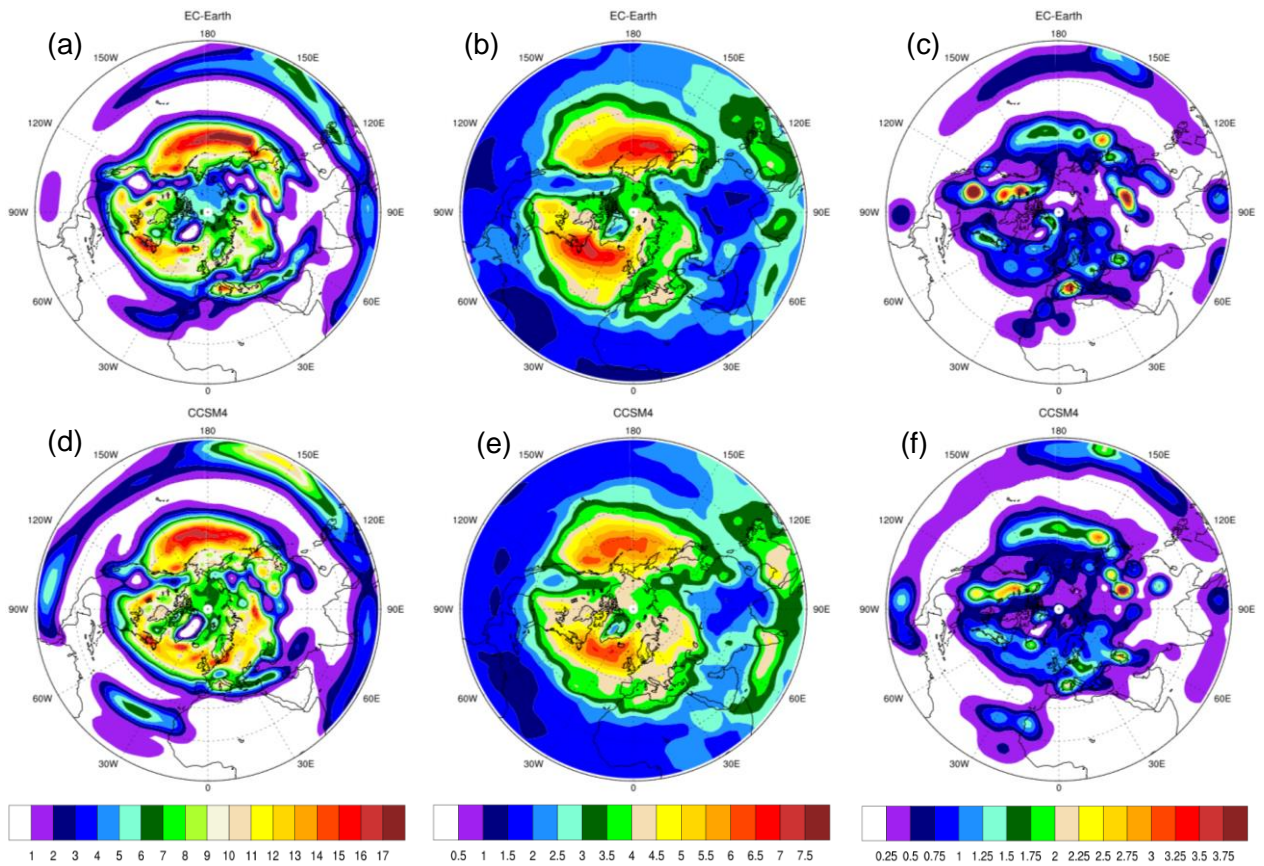 EC-Earth
(a)
180
150W
150E
120W
120E
90W
90E
60W
60E
30W
30E
0
EC-Earth
(b)
180
150W
150E
120W
120E
90W
90E
60W
60E
30W
30E
0
EC-Earth
(c)
180
150W
150E
120W
120E
90W
90E
60W
60E
30W
30E
0
CCSM4
(d)
180
150W
150E
120W
120E
90W
90E
60W
60E
30W
30E
0
CCSM4
(e)
180
150W
150E
120W
120E
90W
90E
60W
60E
30W
30E
0
CCSM4
(f)
180
150W
150E
120W
120E
90W
90E
60W
60E
30W
30E
0
1 2 3 4 5 6 7 8 9 10 11 12 13 14 15 16 17
0.5 1 1.5 2 2.5 3 3.5 4 4.5 5 5.5 6 6.5 7 7.5
0.25 0.5 0.75 1 1.25 1.5 1.75 2 2.25 2.5 2.75 3 3.25 3.5 3.75